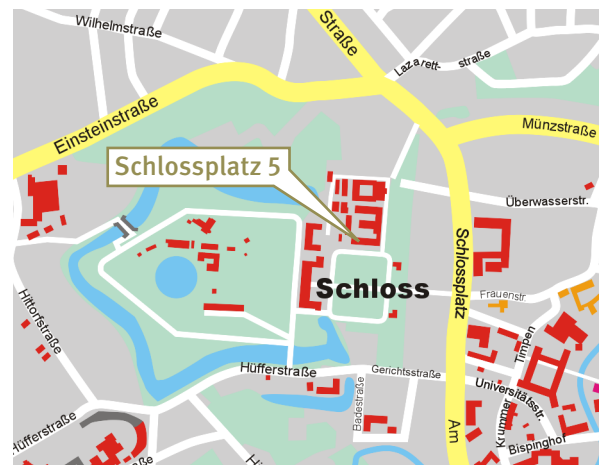 Wilhelmstraße
Straße
Lazarett-
straße
Einsteinstraße
Münzstraße
Schlossplatz 5
Überwasserstr.
Schlossplatz
Schloss
Frauenstr.
Hittorfstraße
Timpen
Hüfferstraße
Gerichtsstraße
Universitätsstr.
Badestraße
Krummer
Am
Hüfferstraße
Bispinghof